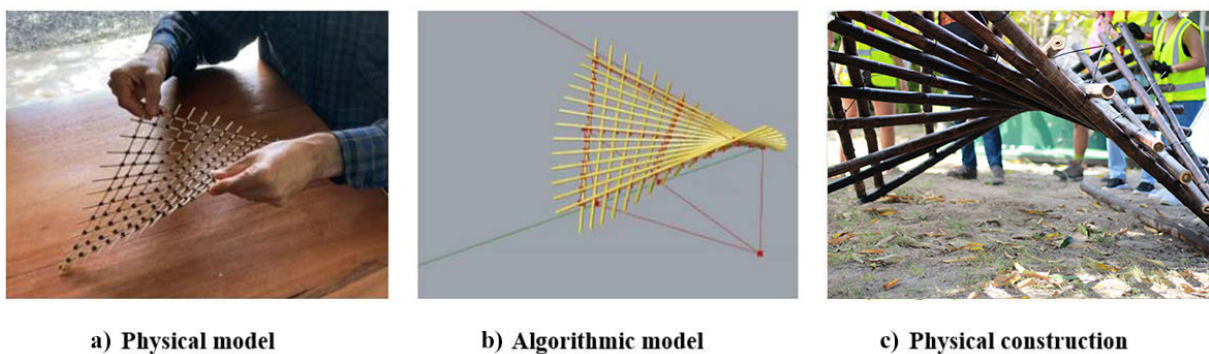 a) Physical model
b) Algorithmic model
c) Physical construction